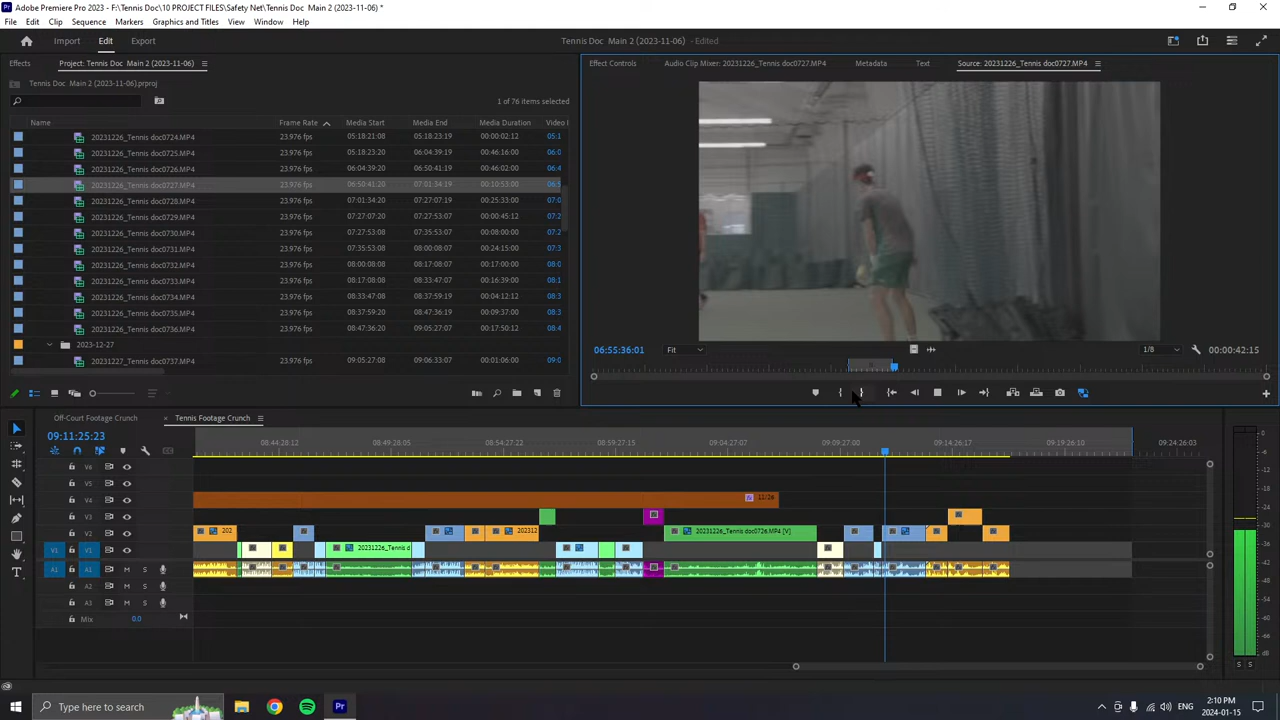 Pr Adobe Premiere Pro 2023 - F:\Tennis Doc\10 PROJECT FILES\Safety Net\Tennis Doc Main 2 (2023-11-06) *
File Edit Clip Sequence Markers Graphics and Titles View Window Help
Import Edit Export Tennis Doc Main 2 (2023-11-06) - Edited
Effects Project: Tennis Doc Main 2 (2023-11-06) Effect Controls Audio Clip Mixer: 20231226_Tennis doc0727.MP4 Metadata Text Source: 20231226_Tennis doc0727.MP4
Tennis Doc Main 2 (2023-11-06).prproj
1 of 76 items selected
Name Frame Rate Media Start Media End Media Duration Video I
20231226_Tennis doc0724.MP4 23.976 fps 05:18:21:08 05:18:23:19 00:00:02:12 05:1
20231226_Tennis doc0725.MP4 23.976 fps 05:18:23:20 06:04:39:19 00:46:16:00 05:1
20231226_Tennis doc0726.MP4 23.976 fps 06:04:39:20 06:50:41:19 00:46:02:00 06:4
20231226_Tennis doc0727.MP4 23.976 fps 06:50:41:20 07:01:34:19 00:10:53:00 06:5
20231226_Tennis doc0728.MP4 23.976 fps 07:01:34:20 07:27:07:19 00:25:33:00 07:0
20231226_Tennis doc0729.MP4 23.976 fps 07:27:07:20 07:27:53:07 00:00:45:12 07:2
20231226_Tennis doc0730.MP4 23.976 fps 07:27:53:08 07:35:53:07 00:08:00:00 07:2
20231226_Tennis doc0731.MP4 23.976 fps 07:35:53:08 08:00:08:07 00:24:15:00 07:3
20231226_Tennis doc0732.MP4 23.976 fps 08:00:08:08 08:17:08:07 00:17:00:00 08:0
20231226_Tennis doc0733.MP4 23.976 fps 08:17:08:08 08:33:47:07 00:16:39:00 08:1
20231226_Tennis doc0734.MP4 23.976 fps 08:33:47:08 08:37:59:19 00:04:12:12 08:3
20231226_Tennis doc0735.MP4 23.976 fps 08:37:59:20 08:47:36:19 00:09:37:00 08:3
20231226_Tennis doc0736.MP4 23.976 fps 08:47:36:20 09:05:27:07 00:17:50:12 08:4
2023-12-27
20231227_Tennis doc0737.MP4 23.976 fps 09:05:27:08 09:06:33:07 00:01:06:00 09:0
06:55:36:01 Fit 1/8 00:00:42:15
Off-Court Footage Crunch × Tennis Footage Crunch
09:11:25:23
08:44:28:12 08:49:28:05 08:54:27:22 08:59:27:15 09:04:27:07 09:09:27:00 09:14:26:17 09:19:26:10 09:24:26:03
V6
V5
V4 11/26
V3
V2 202 202312 20231226_Tennis doc0726.MP4 [V]
V1 V1 20231226_Tennis d
A1 A1 M S
A2 M S
A3 M S
Mix 0.0
0
-6
-12
-18
-24
-30
-36
-42
-48
-54
dB
S S
Type here to search
Pr
ENG
2:10 PM
2024-01-15